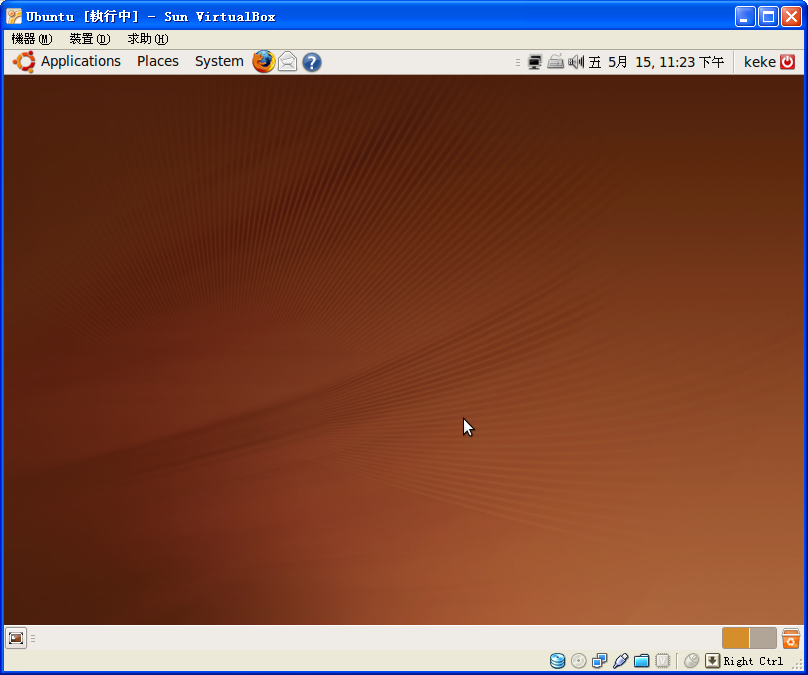 Ubuntu [執行中] - Sun VirtualBox
機器(M) 裝置(D) 求助(H)
Applications Places System 五 5月 15, 11:23 下午 keke
Right Ctrl